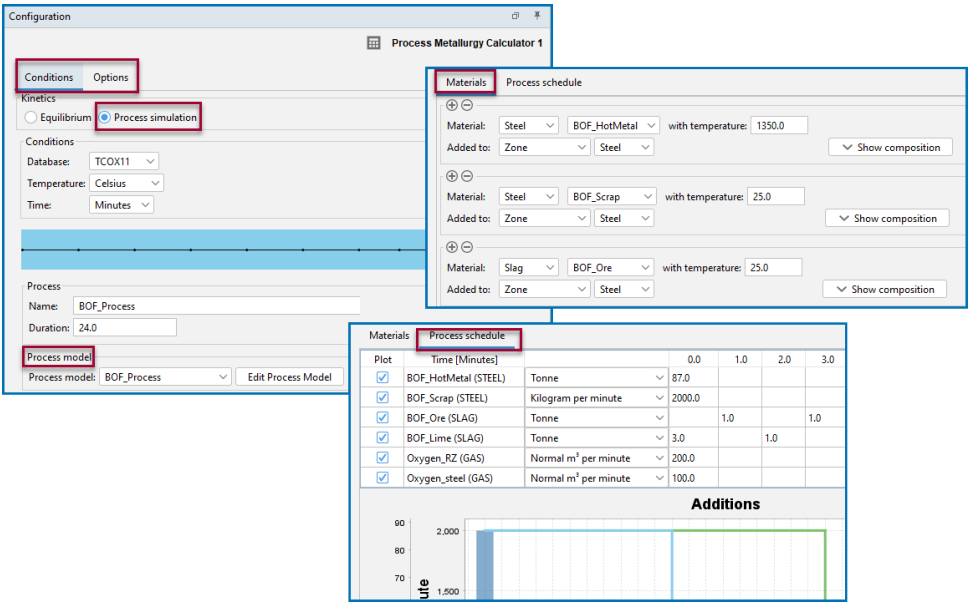 Configuration
Process Metallurgy Calculator 1
Conditions Options
Kinetics
Equilibrium Process simulation
Conditions
Database: TCOX11
Temperature: Celsius
Time: Minutes
Process
Name: BOF_Process
Duration: 24.0
Process model
Process model: BOF_Process Edit Process Model
Materials Process schedule
Material: Steel BOF_HotMetal with temperature: 1350.0
Added to: Zone Steel Show composition
Material: Steel BOF_Scrap with temperature: 25.0
Added to: Zone Steel Show composition
Material: Slag BOF_Ore with temperature: 25.0
Added to: Zone Steel Show composition
Materials Process schedule
Plot Time [Minutes] 0.0 1.0 2.0 3.0
BOF_HotMetal (STEEL) Tonne 87.0
BOF_Scrap (STEEL) Kilogram per minute 2000.0
BOF_Ore (SLAG) Tonne 1.0 1.0
BOF_Lime (SLAG) Tonne 3.0 1.0
Oxygen_RZ (GAS) Normal m³ per minute 200.0
Oxygen_steel (GAS) Normal m³ per minute 100.0
Additions
90
2,000
80
70
1,500
ute